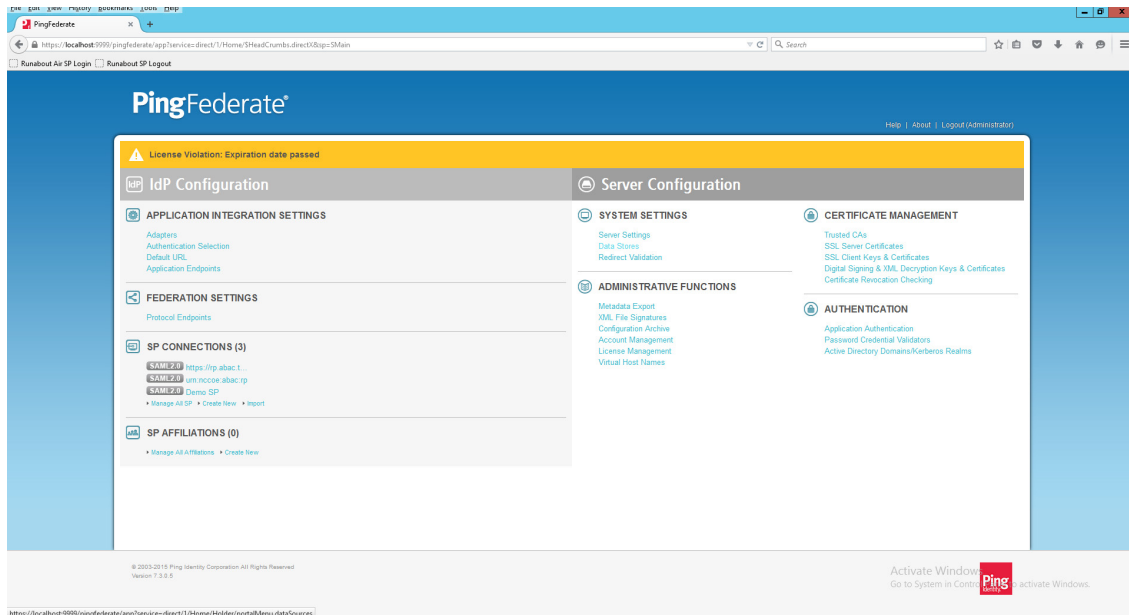 File Edit View History Bookmarks Tools Help
PingFederate
https://localhost:9999/pingfederate/app?service=direct/1/Home/$HeadCrumbs.directX&sp=SMain
Search
Runabout Air SP Login Runabout SP Logout
PingFederate®
Help | About | Logout (Administrator)
License Violation: Expiration date passed
IdP IdP Configuration
APPLICATION INTEGRATION SETTINGS
Adapters
Authentication Selection
Default URL
Application Endpoints
FEDERATION SETTINGS
Protocol Endpoints
SP CONNECTIONS (3)
SAML2.0 https://rp.abac.t...
SAML2.0 urn:nccoe:abac:rp
SAML2.0 Demo SP
Manage All SP Create New Import
SP AFFILIATIONS (0)
Manage All Affiliations Create New
Server Configuration
SYSTEM SETTINGS
Server Settings
Data Stores
Redirect Validation
ADMINISTRATIVE FUNCTIONS
Metadata Export
XML File Signatures
Configuration Archive
Account Management
License Management
Virtual Host Names
CERTIFICATE MANAGEMENT
Trusted CAs
SSL Server Certificates
SSL Client Keys & Certificates
Digital Signing & XML Decryption Keys & Certificates
Certificate Revocation Checking
AUTHENTICATION
Application Authentication
Password Credential Validators
Active Directory Domains/Kerberos Realms
© 2003-2015 Ping Identity Corporation All Rights Reserved
Version 7.3.0.5
Activate Windows
Go to System in Contro o activate Windows.
Ping
Identity
https://localhost:9999/pingfederate/app?service=direct/1/Home/Holder/portalMenu.dataSources